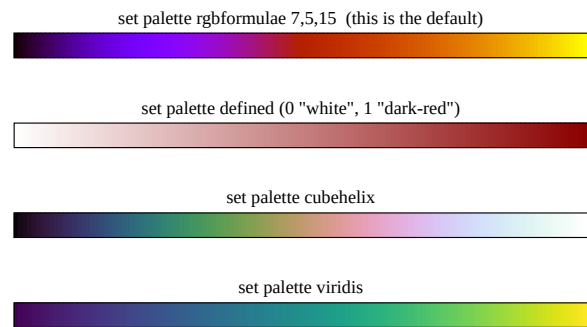 set palette rgbformulae 7,5,15  (this is the default)
set palette defined (0 "white", 1 "dark-red")
set palette cubehelix
set palette viridis